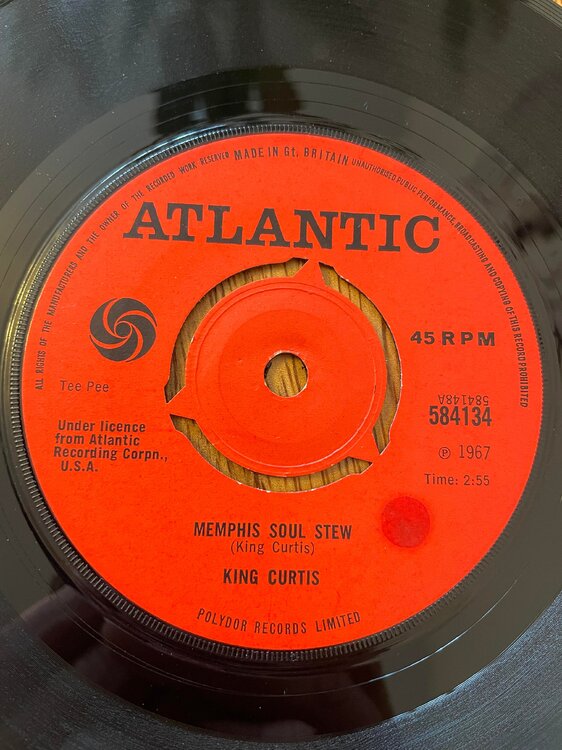 ALL RIGHTS OF THE MANUFACTURERS AND THE OWNER OF THE RECORDED WORK RESERVED MADE IN Gt. BRITAIN UNAUTHORISED PUBLIC PERFORMANCE, BROADCASTING AND COPYING OF THIS RECORD PROHIBITED
ATLANTIC
45 RPM
Tee Pee
584148A
584134
Under licence
from Atlantic
Recording Corpn.,
U.S.A.
℗ 1967
Time: 2:55
MEMPHIS SOUL STEW
(King Curtis)
KING CURTIS
POLYDOR RECORDS LIMITED